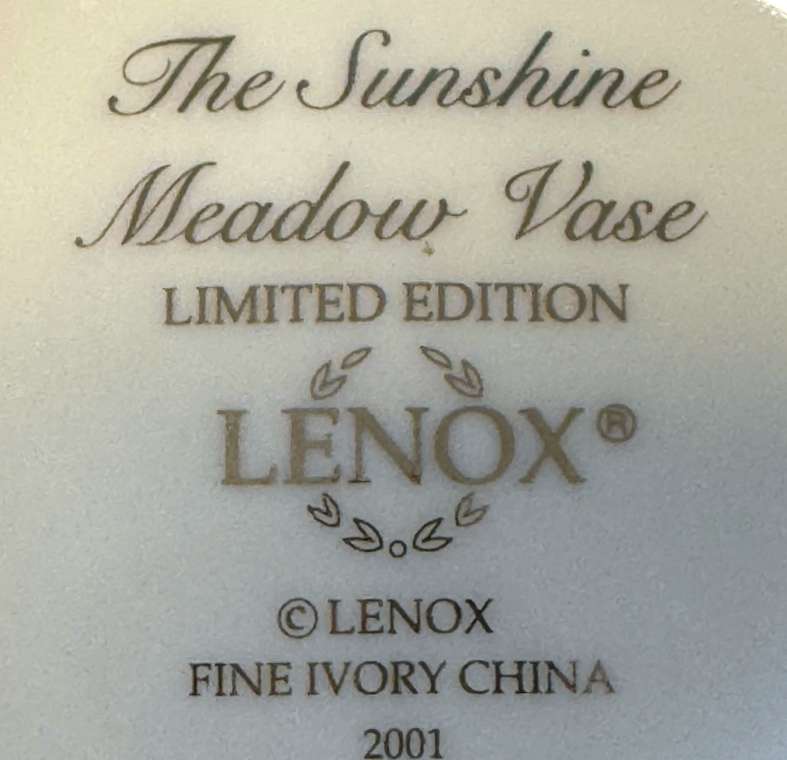 The Sunshine
Meadow Vase
LIMITED EDITION
LENOX®
© LENOX
FINE IVORY CHINA
2001